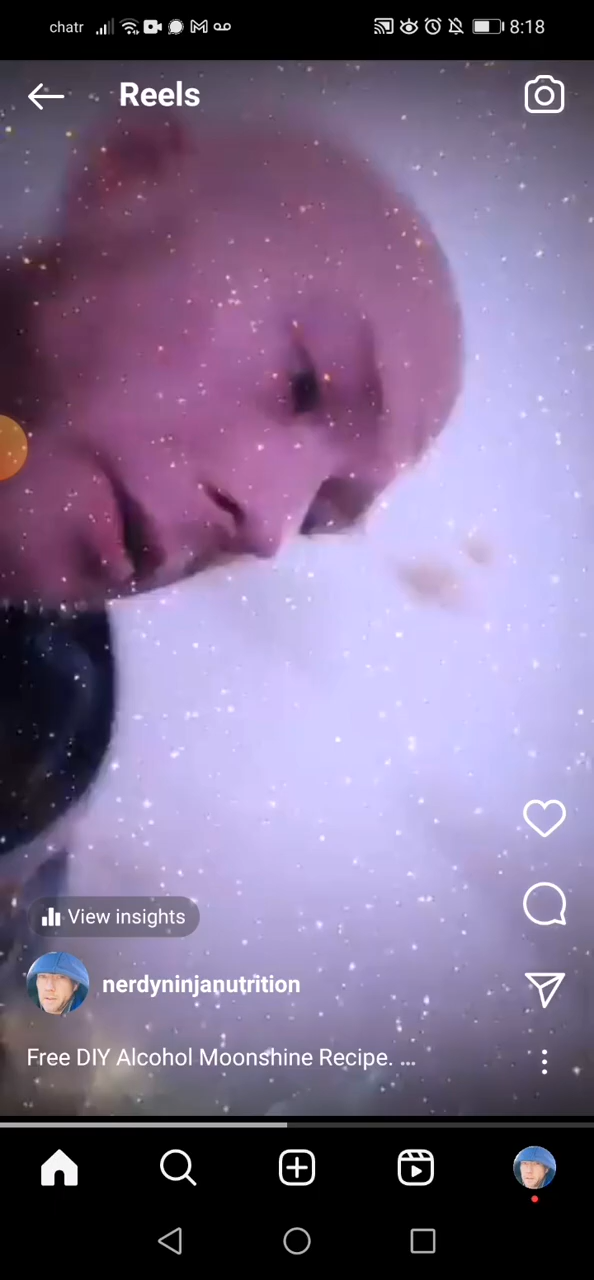 chatr 8:18
Reels
View insights
nerdyninjanutrition
Free DIY Alcohol Moonshine Recipe. ...